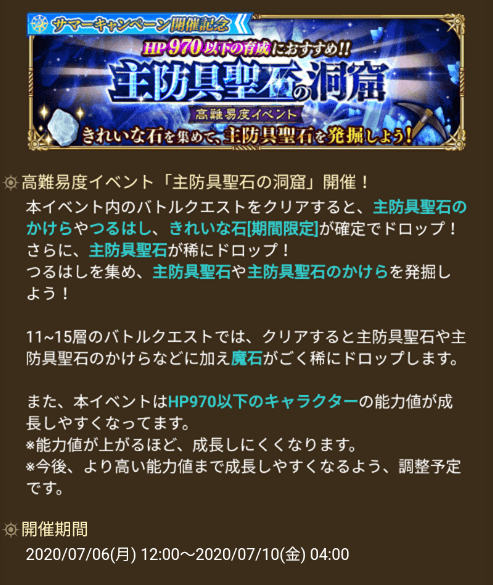 サマーキャンペーン開催記念
HP970以下の育成におすすめ!!
主防具聖石の洞窟
高難易度イベント
きれいな石を集めて、主防具聖石を発掘しよう!
高難易度イベント「主防具聖石の洞窟」開催！
本イベント内のバトルクエストをクリアすると、主防具聖石の
かけらやつるはし、きれいな石[期間限定]が確定でドロップ！
さらに、主防具聖石が稀にドロップ！
つるはしを集め、主防具聖石や主防具聖石のかけらを発掘し
よう！
11~15層のバトルクエストでは、クリアすると主防具聖石や主
防具聖石のかけらなどに加え魔石がごく稀にドロップします。
また、本イベントはHP970以下のキャラクターの能力値が成
長しやすくなってます。
※能力値が上がるほど、成長しにくくなります。
※今後、より高い能力値まで成長しやすくなるよう、調整予定
です。
開催期間
2020/07/06(月) 12:00～2020/07/10(金) 04:00